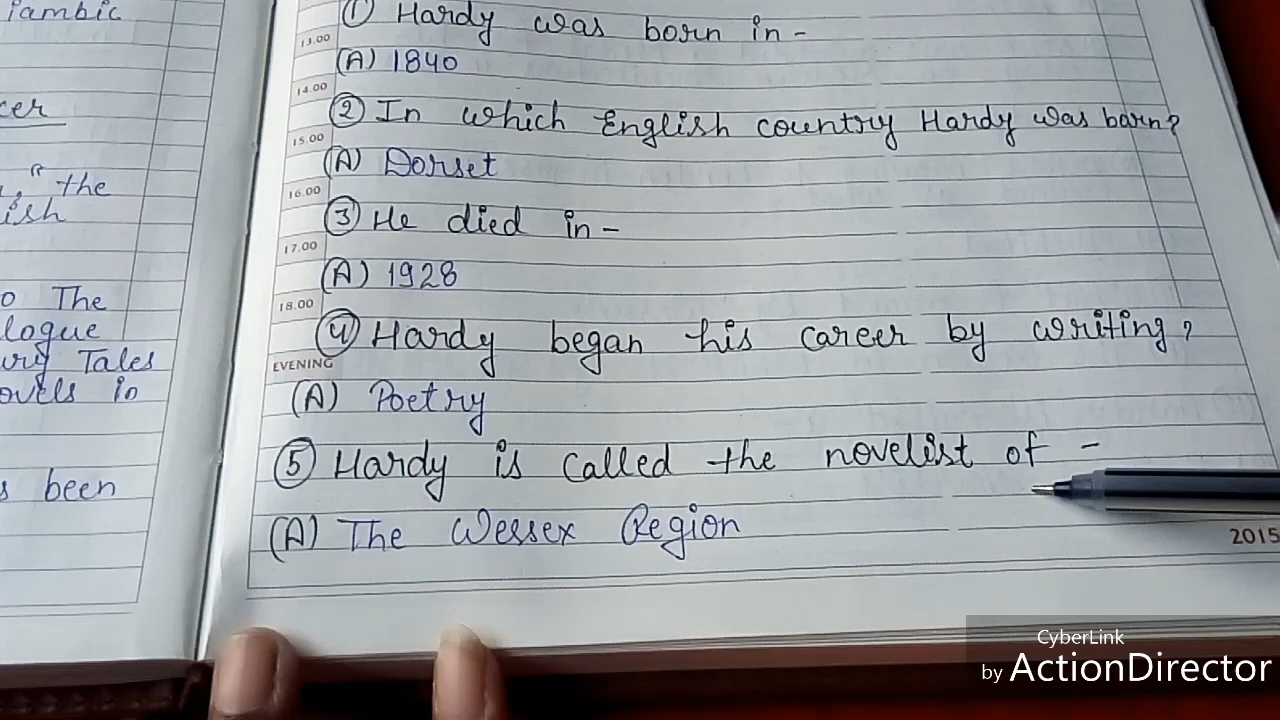 iambic
cer
" the
ish
o The
logue
ury Tales
ovels in
s been
① Hardy was born in -
13.00
(A) 1840
14.00
② In which English country Hardy was born?
15.00
(A) Dorset
16.00
③ He died in -
17.00
(A) 1928
18.00
④ Hardy began his career by writing?
EVENING
(A) Poetry
⑤ Hardy is called the novelist of -
(A) The Wessex Region
2015
CyberLink
by ActionDirector